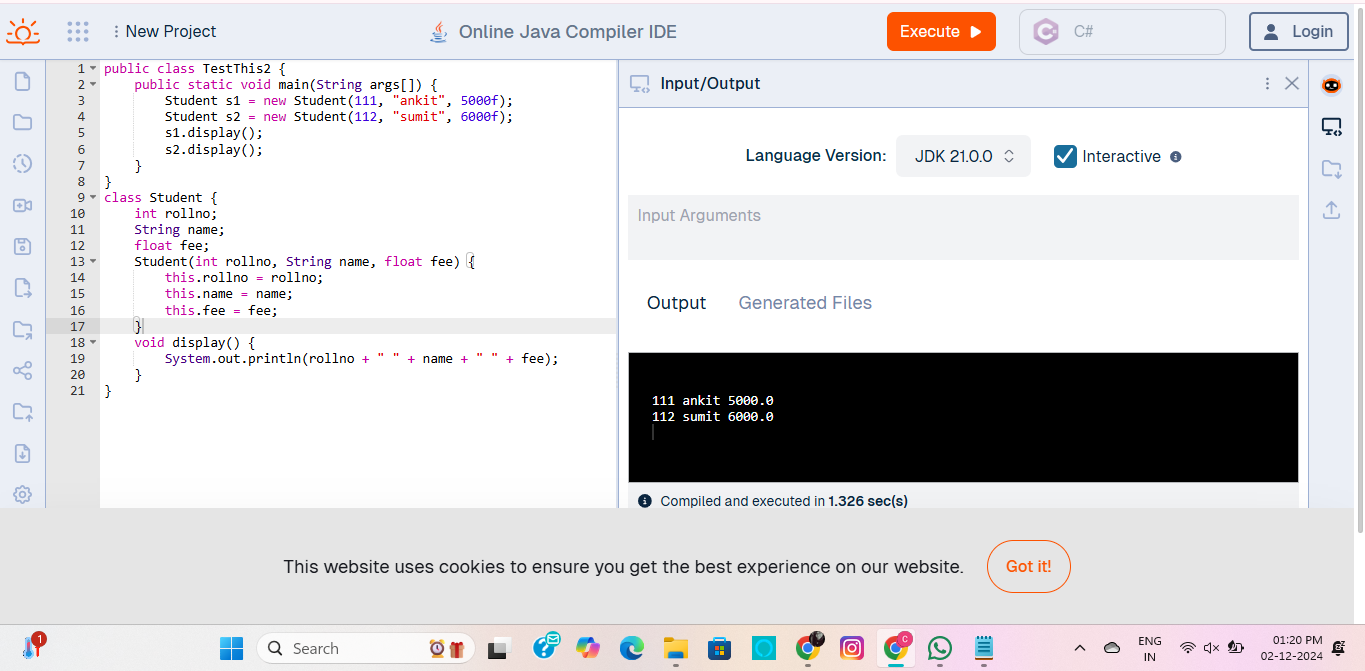 New Project
Online Java Compiler IDE
Execute
C#
Login
1 public class TestThis2 {
2 public static void main(String args[]) {
3 Student s1 = new Student(111, "ankit", 5000f);
4 Student s2 = new Student(112, "sumit", 6000f);
5 s1.display();
6 s2.display();
7 }
8 }
9 class Student {
10 int rollno;
11 String name;
12 float fee;
13 Student(int rollno, String name, float fee) {
14 this.rollno = rollno;
15 this.name = name;
16 this.fee = fee;
17 }
18 void display() {
19 System.out.println(rollno + " " + name + " " + fee);
20 }
21 }
Input/Output
Language Version: JDK 21.0.0 Interactive
Input Arguments
Output Generated Files
111 ankit 5000.0
112 sumit 6000.0
Compiled and executed in 1.326 sec(s)
This website uses cookies to ensure you get the best experience on our website. Got it!
1
Search
C
ENG
IN
01:20 PM
02-12-2024